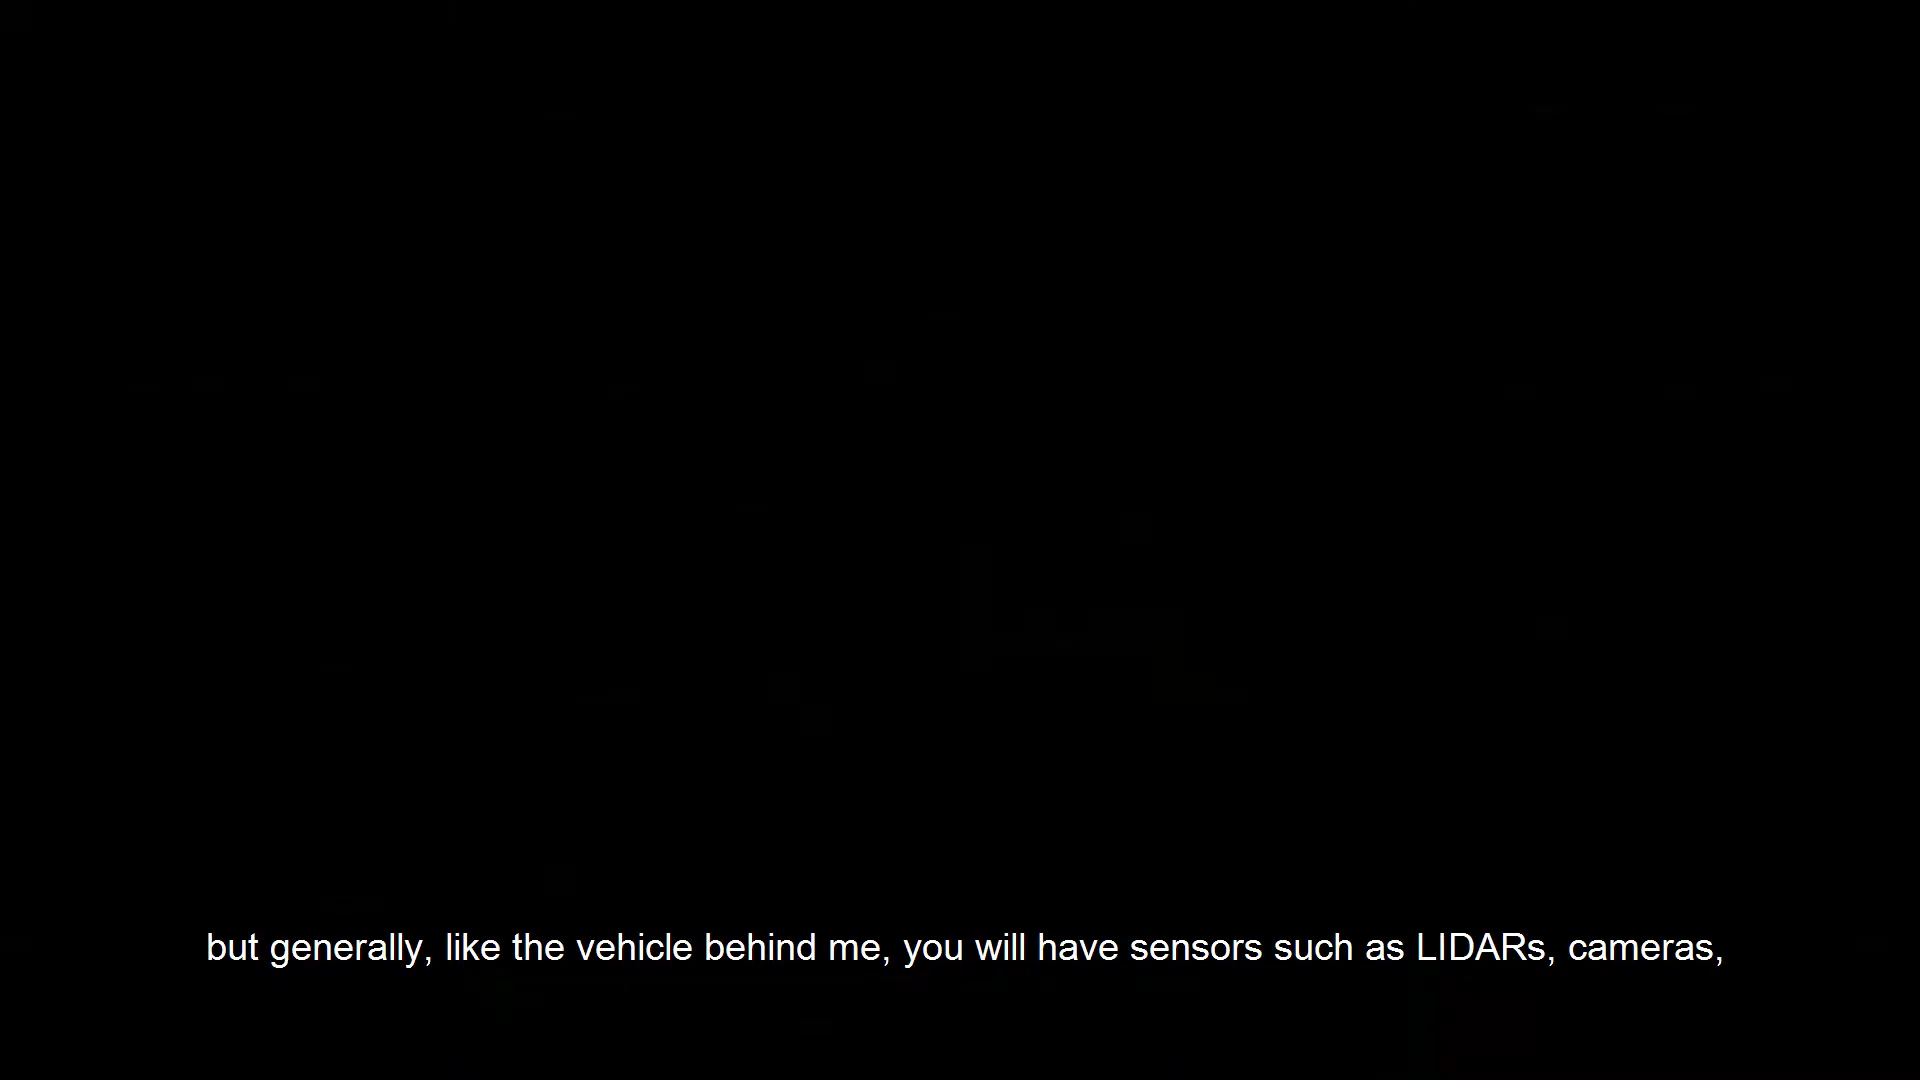 but generally, like the vehicle behind me, you will have sensors such as LIDARs, cameras,